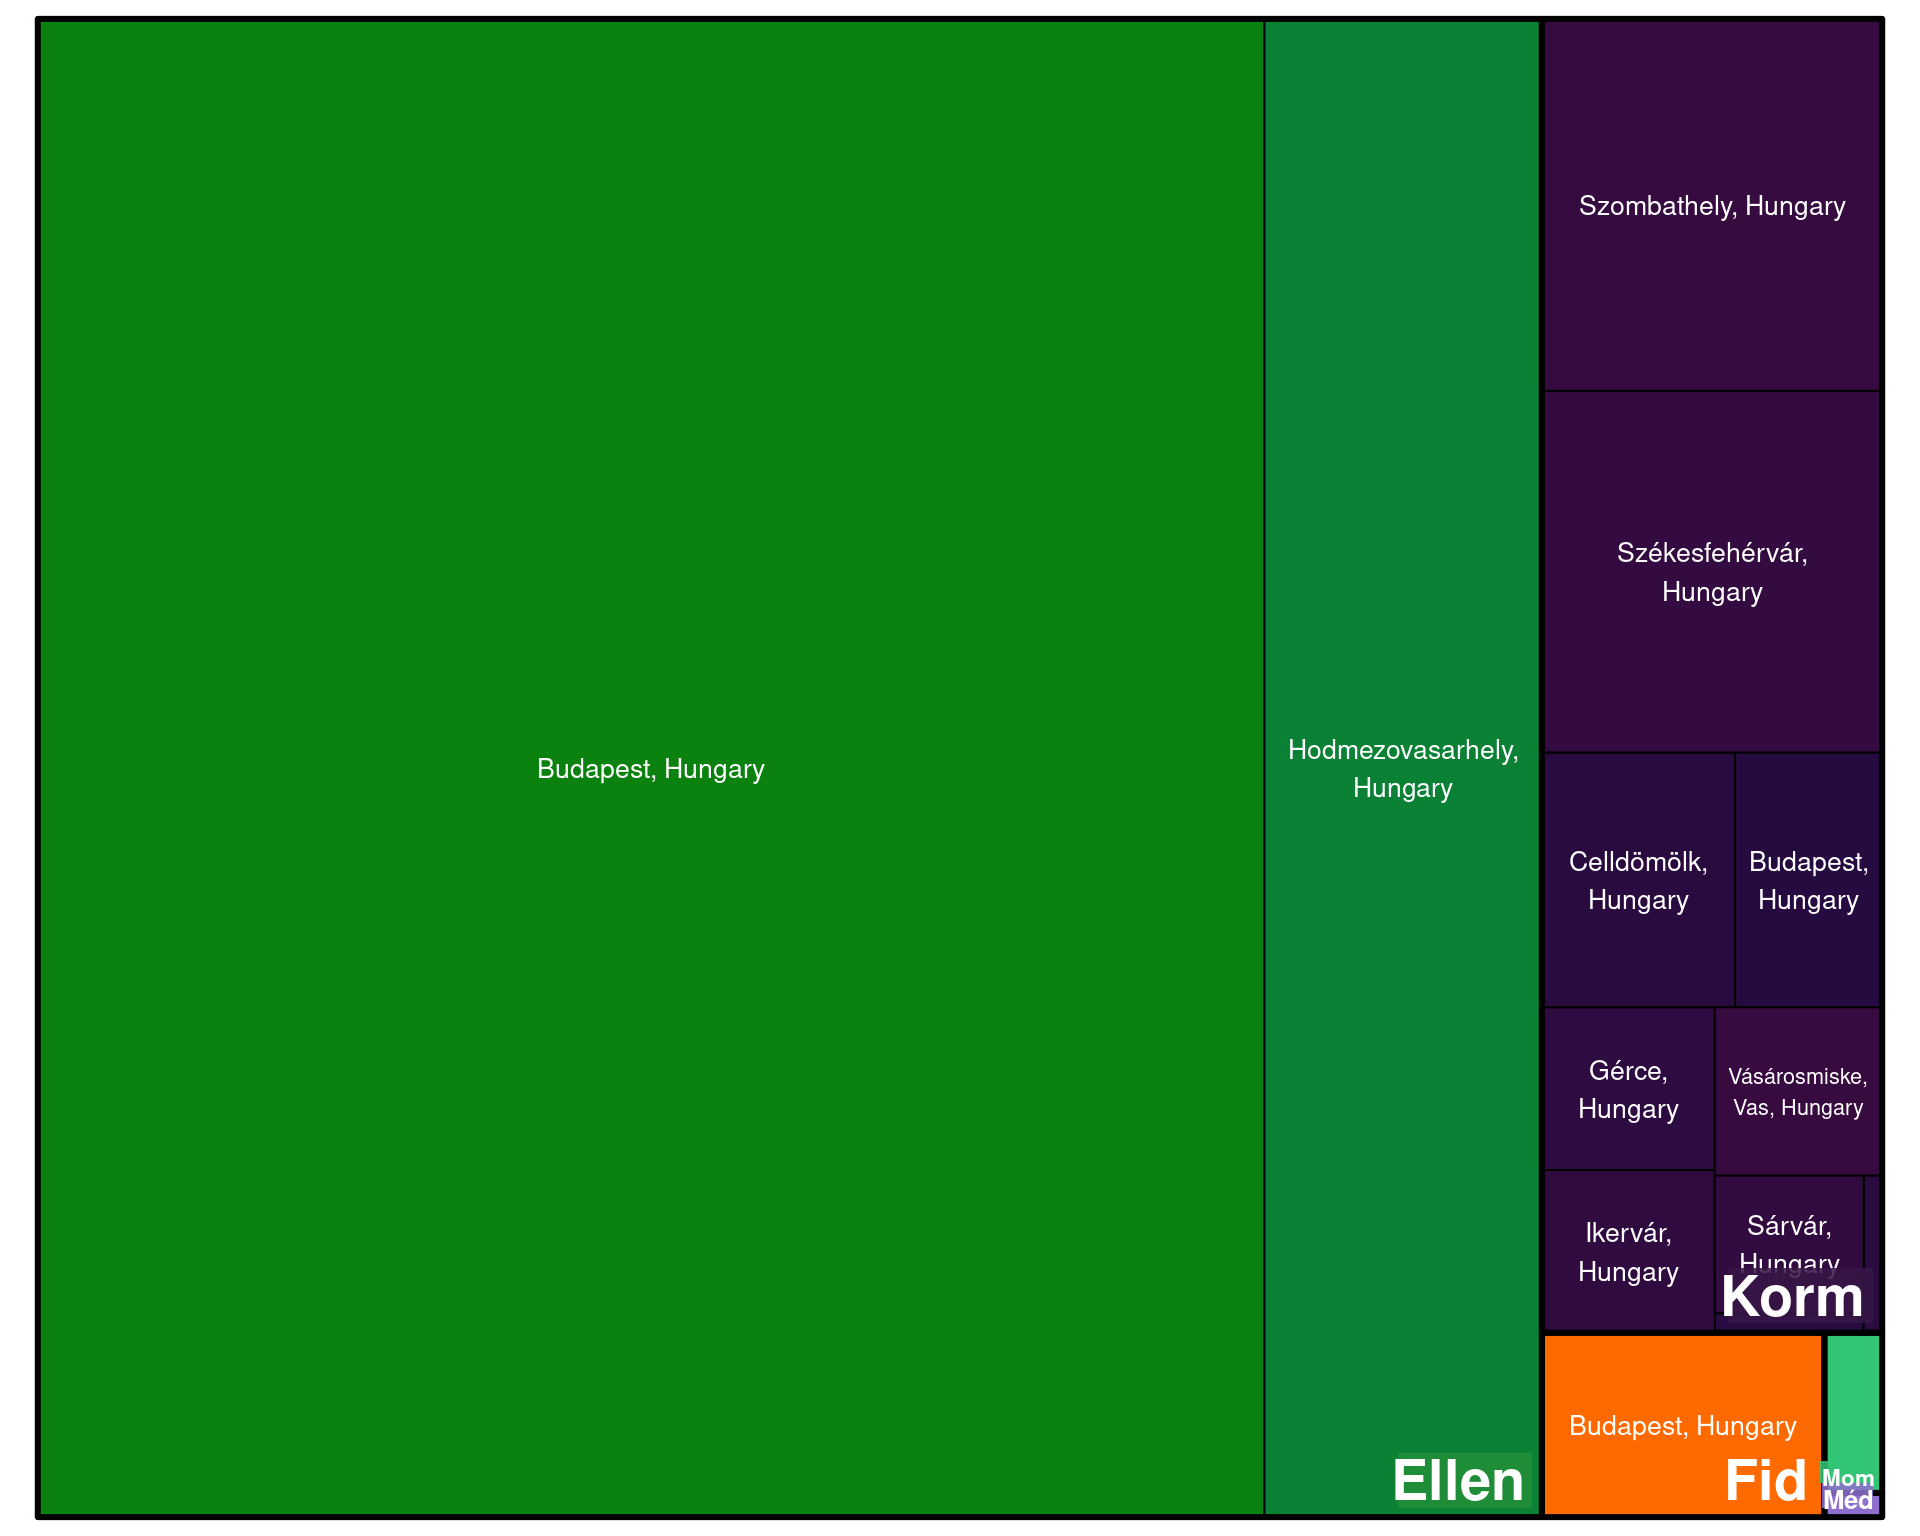 Budapest, Hungary
Hodmezovasarhely,
Hungary
Ellen
Szombathely, Hungary
Székesfehérvár,
Hungary
Celldömölk,
Hungary
Budapest,
Hungary
Gérce,
Hungary
Vásárosmiske,
Vas, Hungary
Ikervár,
Hungary
Sárvár,
Hungary
Korm
Budapest, Hungary
Fid
Mom
Méd